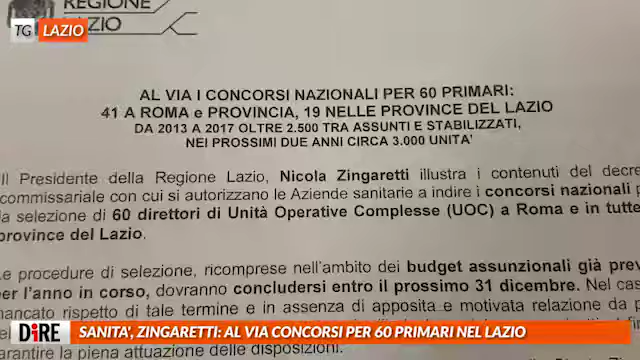 REGIONE
LAZIO
TG LAZIO
AL VIA I CONCORSI NAZIONALI PER 60 PRIMARI:
41 A ROMA e PROVINCIA, 19 NELLE PROVINCE DEL LAZIO
DA 2013 A 2017 OLTRE 2.500 TRA ASSUNTI E STABILIZZATI,
NEI PROSSIMI DUE ANNI CIRCA 3.000 UNITA'
Il Presidente della Regione Lazio, Nicola Zingaretti illustra i contenuti del decre
commissariale con cui si autorizzano le Aziende sanitarie a indire i concorsi nazionali p
la selezione di 60 direttori di Unità Operative Complesse (UOC) a Roma e in tutte
province del Lazio.
Le procedure di selezione, ricomprese nell'ambito dei budget assunzionali già prev
per l'anno in corso, dovranno concludersi entro il prossimo 31 dicembre. Nel cas
mancato rispetto di tale termine e in assenza di apposita e motivata relazione da p
DIRE SANITA', ZINGARETTI: AL VIA CONCORSI PER 60 PRIMARI NEL LAZIO
garantire la piena attuazione delle disposizioni.